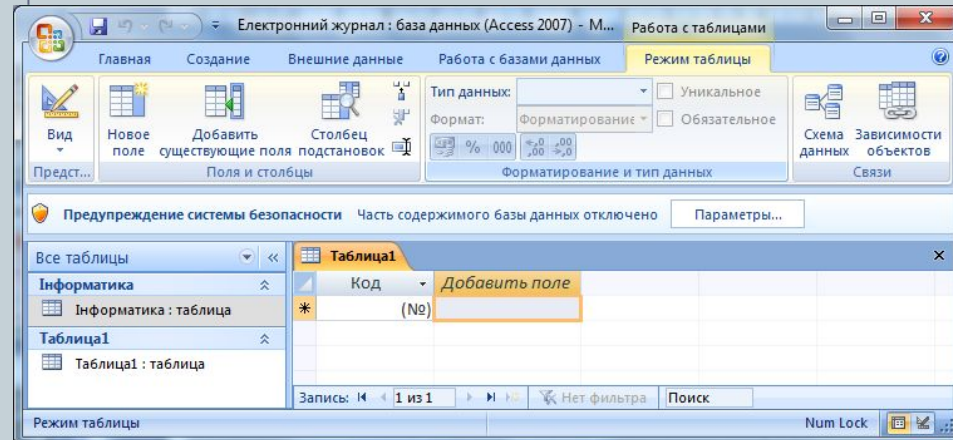 Електронний журнал : база данных (Access 2007) - M...
Работа с таблицами
Главная Создание Внешние данные Работа с базами данных Режим таблицы
Вид
Новое поле
Добавить существующие поля
Столбец подстановок
Тип данных:
Формат: Форматирование
% 000
Уникальное
Обязательное
Схема данных
Зависимости объектов
Предст... Поля и столбцы Форматирование и тип данных Связи
Предупреждение системы безопасности Часть содержимого базы данных отключено Параметры...
Все таблицы
Інформатика
Інформатика : таблица
Таблица1
Таблица1 : таблица
Таблица1
Код Добавить поле
(№)
Запись: 1 из 1 Нет фильтра Поиск
Режим таблицы Num Lock